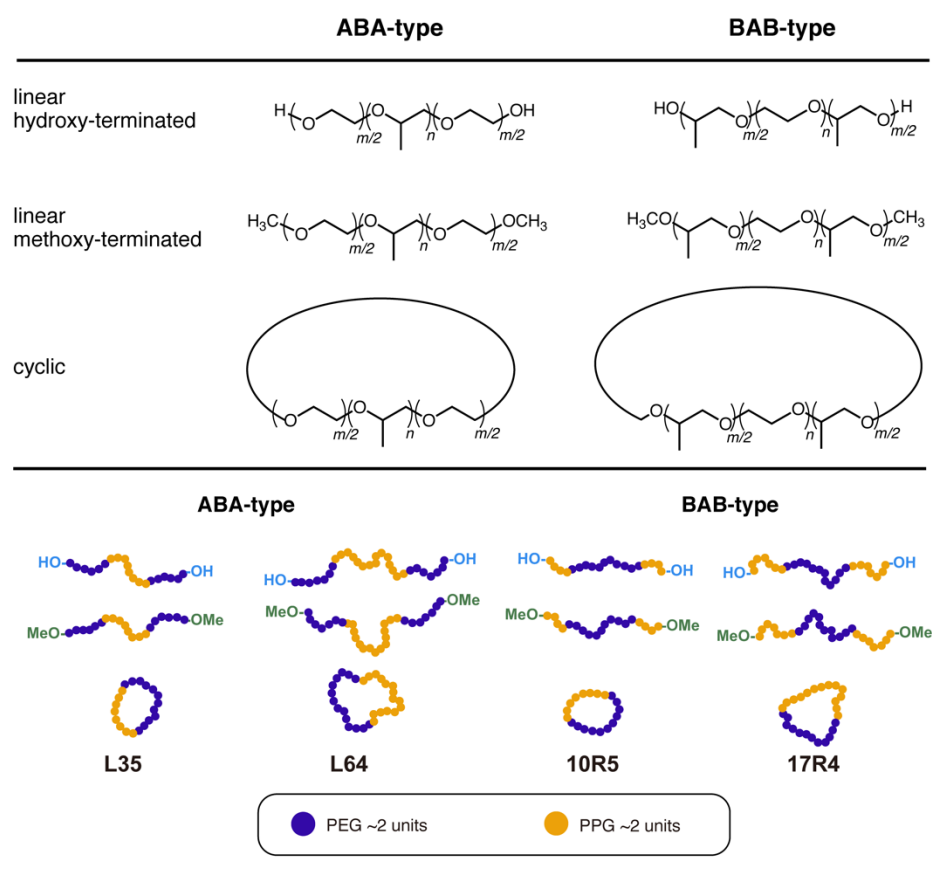 ABA-type BAB-type
linear
hydroxy-terminated
H O m/2 O n O OH m/2
HO O m/2 O n O H m/2
linear
methoxy-terminated
H3C O m/2 O n O OCH3 m/2
H3CO O m/2 O n O CH3 m/2
cyclic
O m/2 O n O m/2
O O m/2 O n O m/2
ABA-type BAB-type
HO- -OH HO- -OH HO- -OH HO- -OH
MeO- -OMe MeO- -OMe MeO- -OMe MeO- -OMe
L35 L64 10R5 17R4
PEG ~2 units PPG ~2 units